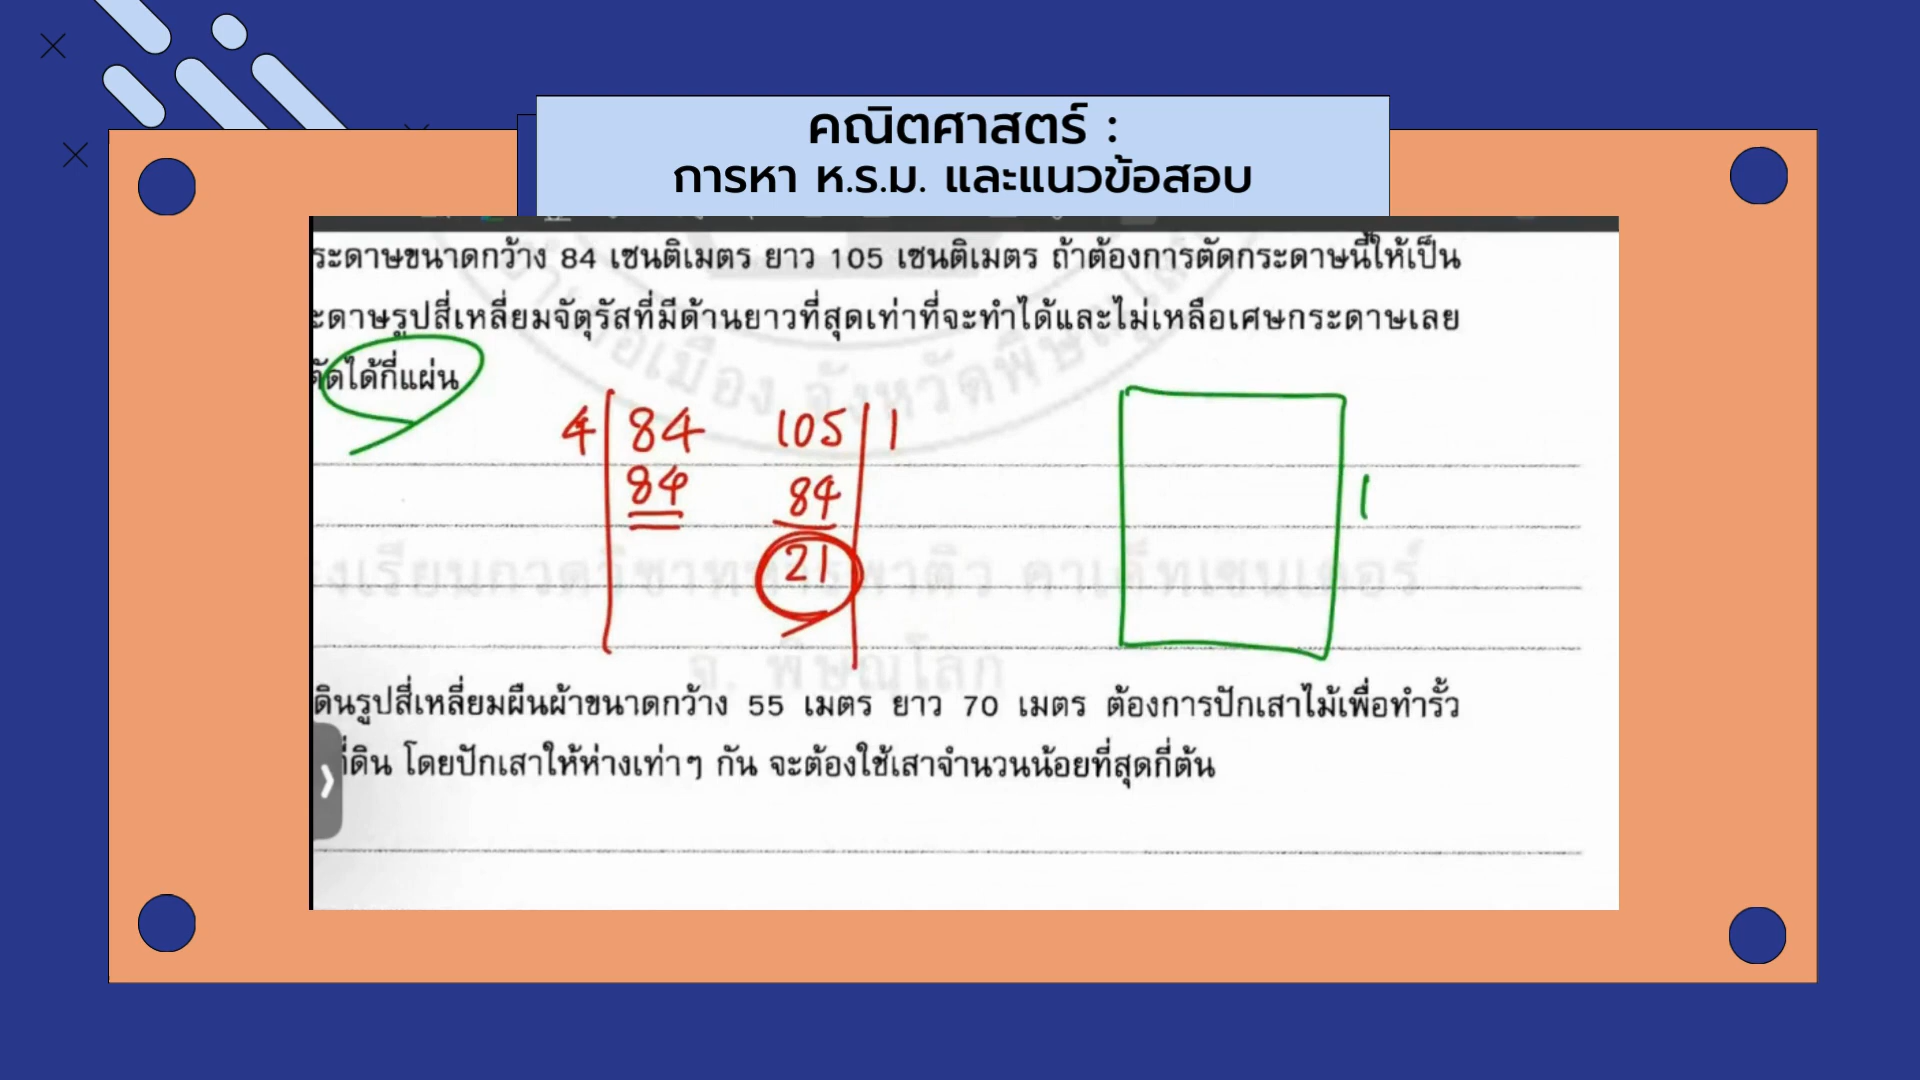 คณิตศาสตร์ :
การหา ห.ร.ม. และแนวข้อสอบ
ระดาษขนาดกว้าง 84 เซนติเมตร ยาว 105 เซนติเมตร ถ้าต้องการตัดกระดาษนี้ให้เป็น
ะดาษรูปสี่เหลี่ยมจัตุรัสที่มีด้านยาวที่สุดเท่าที่จะทำได้และไม่เหลือเศษกระดาษเลย
ตัดได้กี่แผ่น
4 84 105 1
84 84
21
1
จ. พิษณุโลก
ดินรูปสี่เหลี่ยมผืนผ้าขนาดกว้าง 55 เมตร ยาว 70 เมตร ต้องการปักเสาไม้เพื่อทำรั้ว
ที่ดิน โดยปักเสาให้ห่างเท่าๆ กัน จะต้องใช้เสาจำนวนน้อยที่สุดกี่ต้น